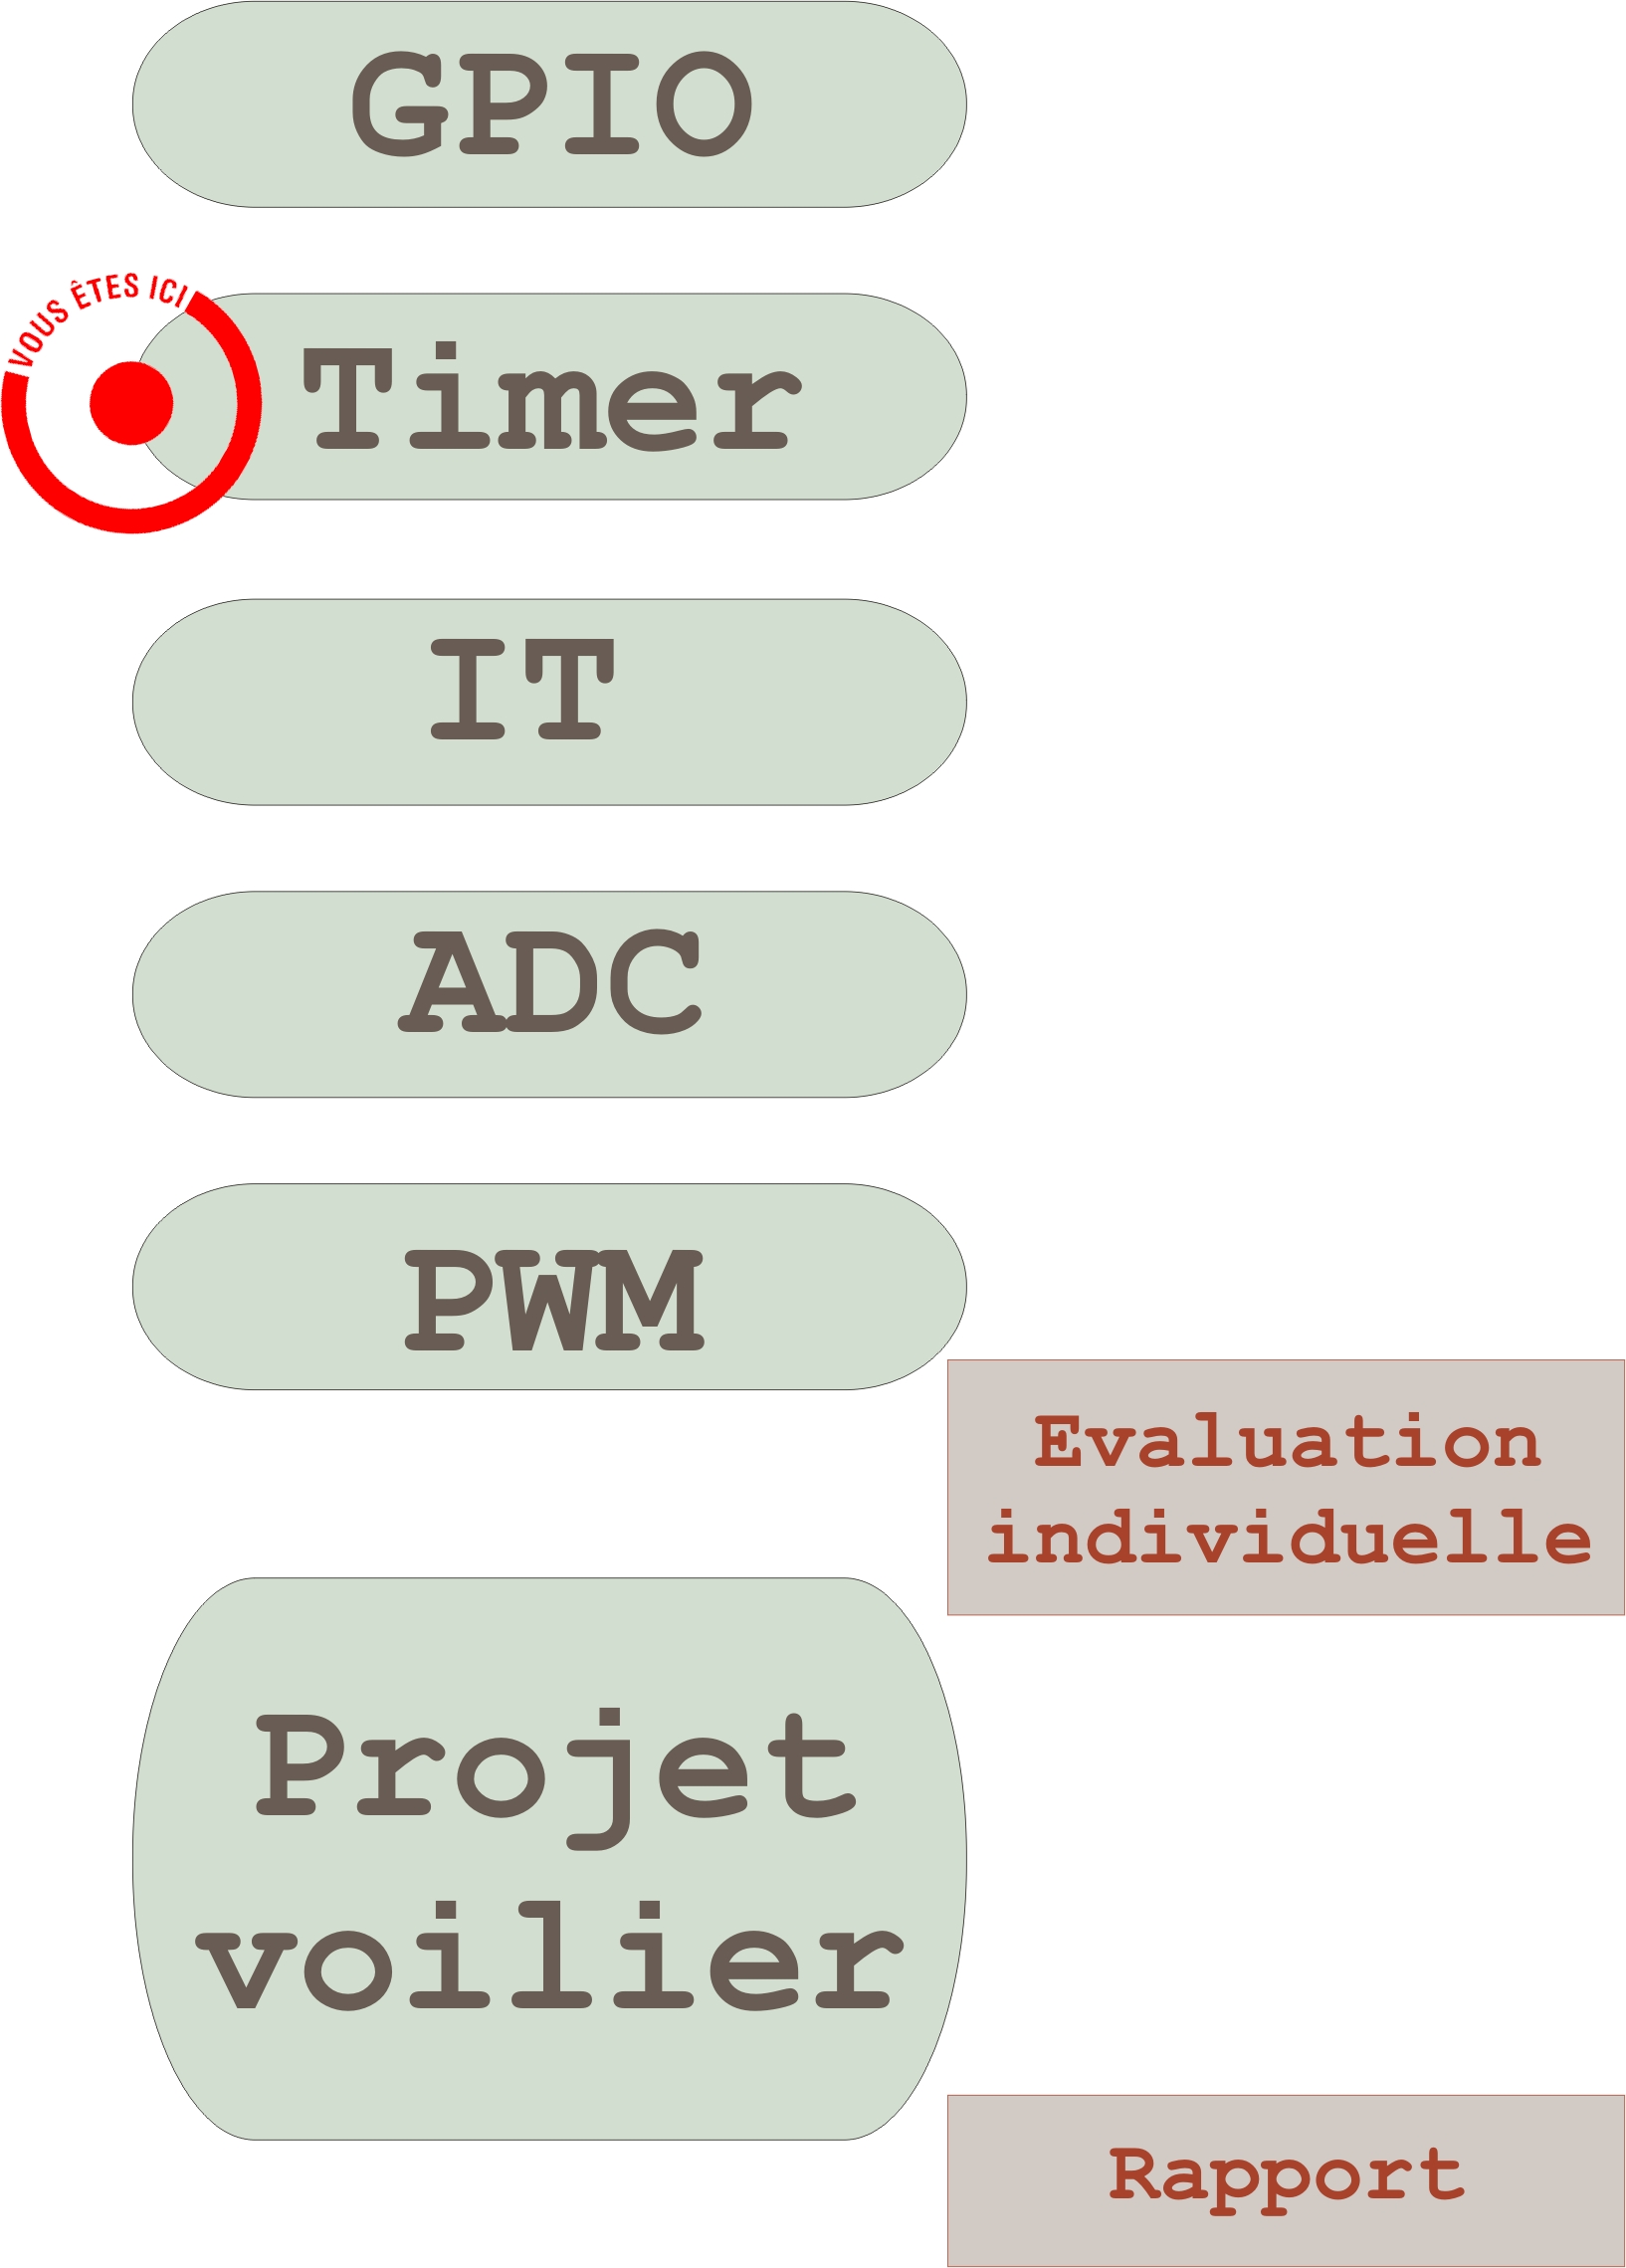 GPIO
VOUS ÊTES ICI
Timer
IT
ADC
PWM
Evaluation
individuelle
Projet
voilier
Rapport